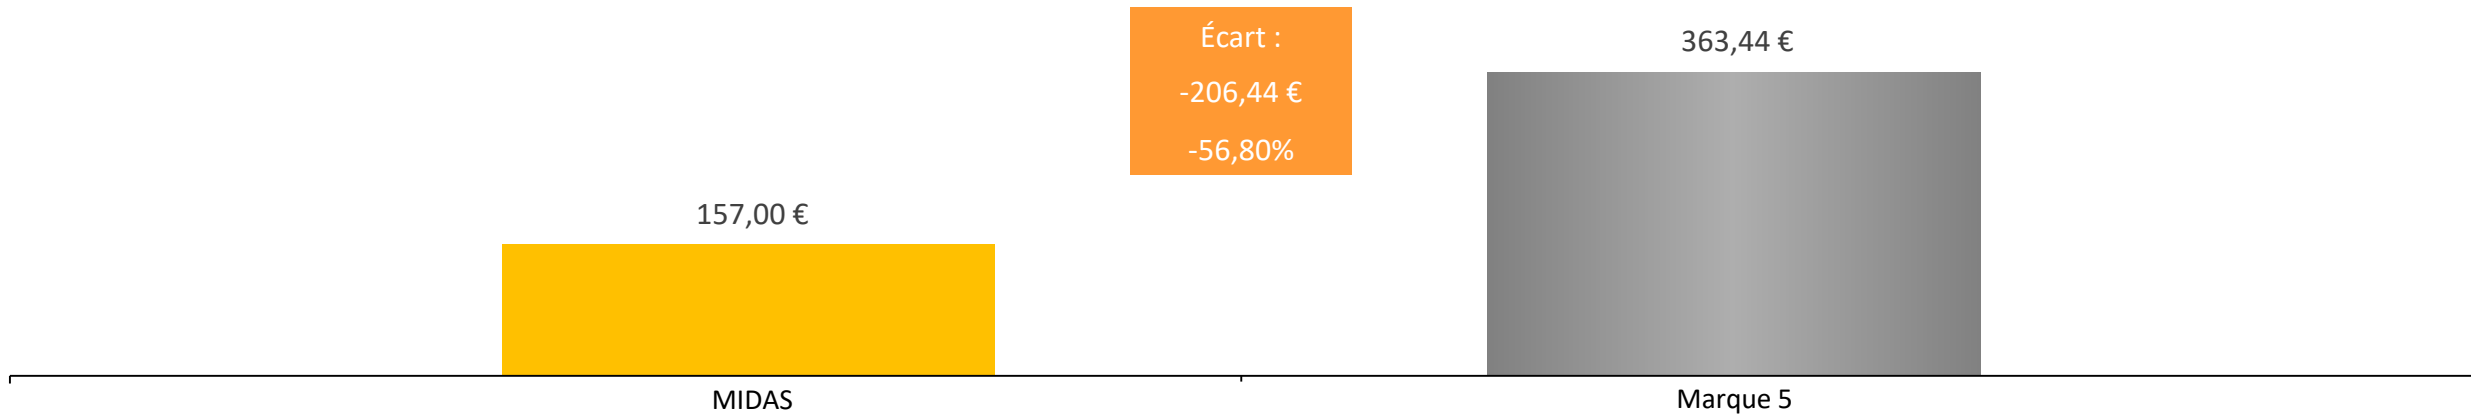 Écart :
-206,44 €
-56,80%
363,44 €
157,00 €
MIDAS
Marque 5